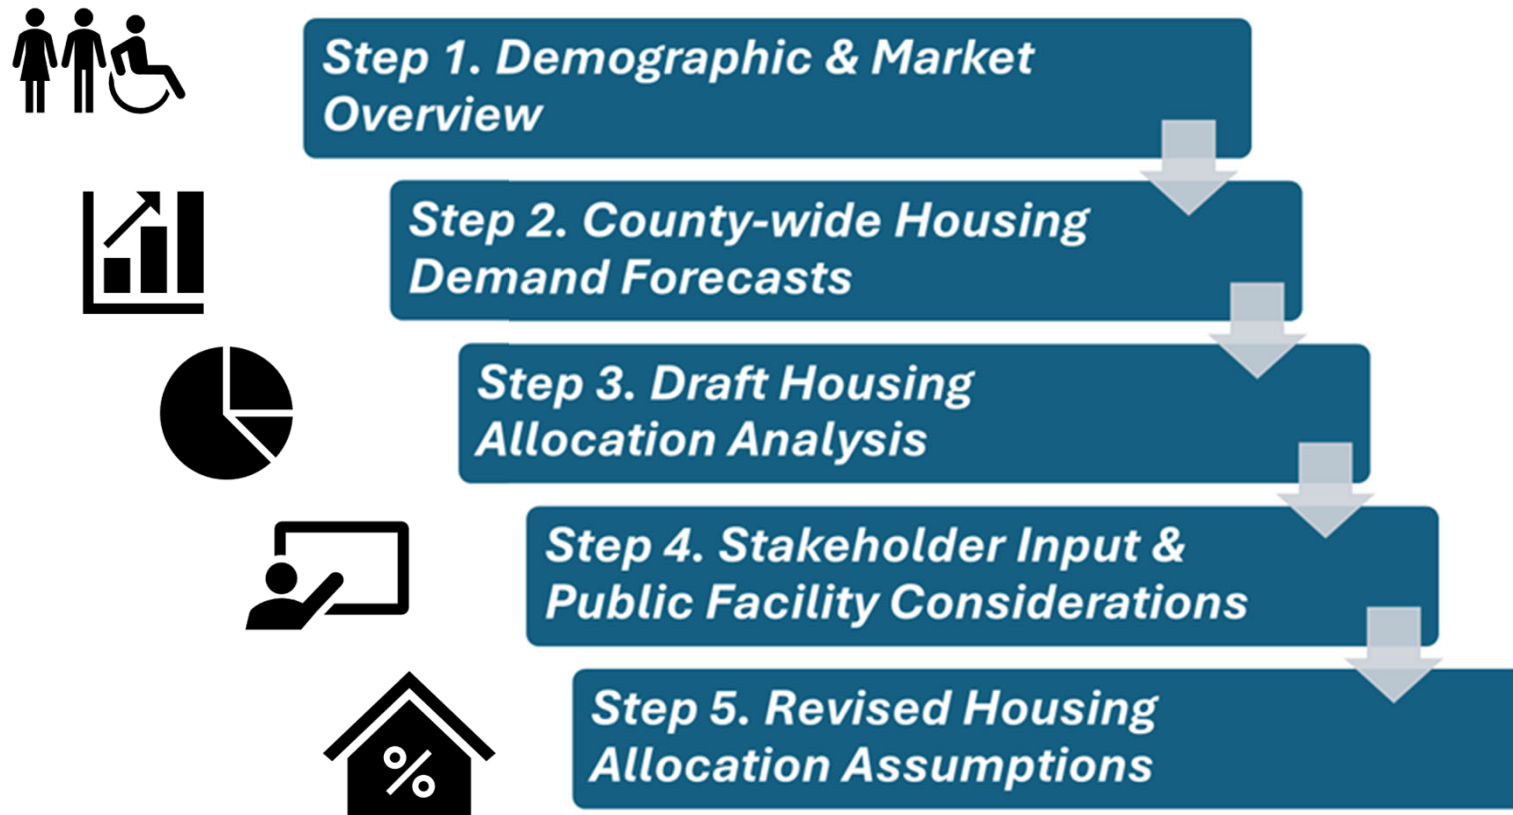 Step 1. Demographic & Market
Overview
Step 2. County-wide Housing
Demand Forecasts
Step 3. Draft Housing
Allocation Analysis
Step 4. Stakeholder Input &
Public Facility Considerations
Step 5. Revised Housing
Allocation Assumptions
%